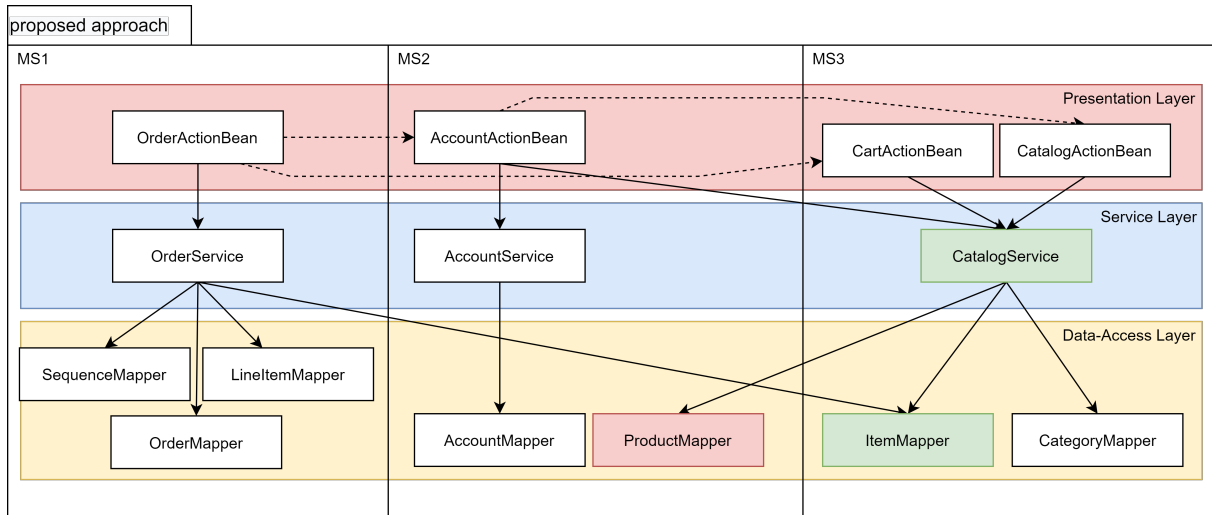 proposed approach
MS1
MS2
MS3
Presentation Layer
OrderActionBean
AccountActionBean
CartActionBean
CatalogActionBean
Service Layer
OrderService
AccountService
CatalogService
Data-Access Layer
SequenceMapper
LineItemMapper
OrderMapper
AccountMapper
ProductMapper
ItemMapper
CategoryMapper